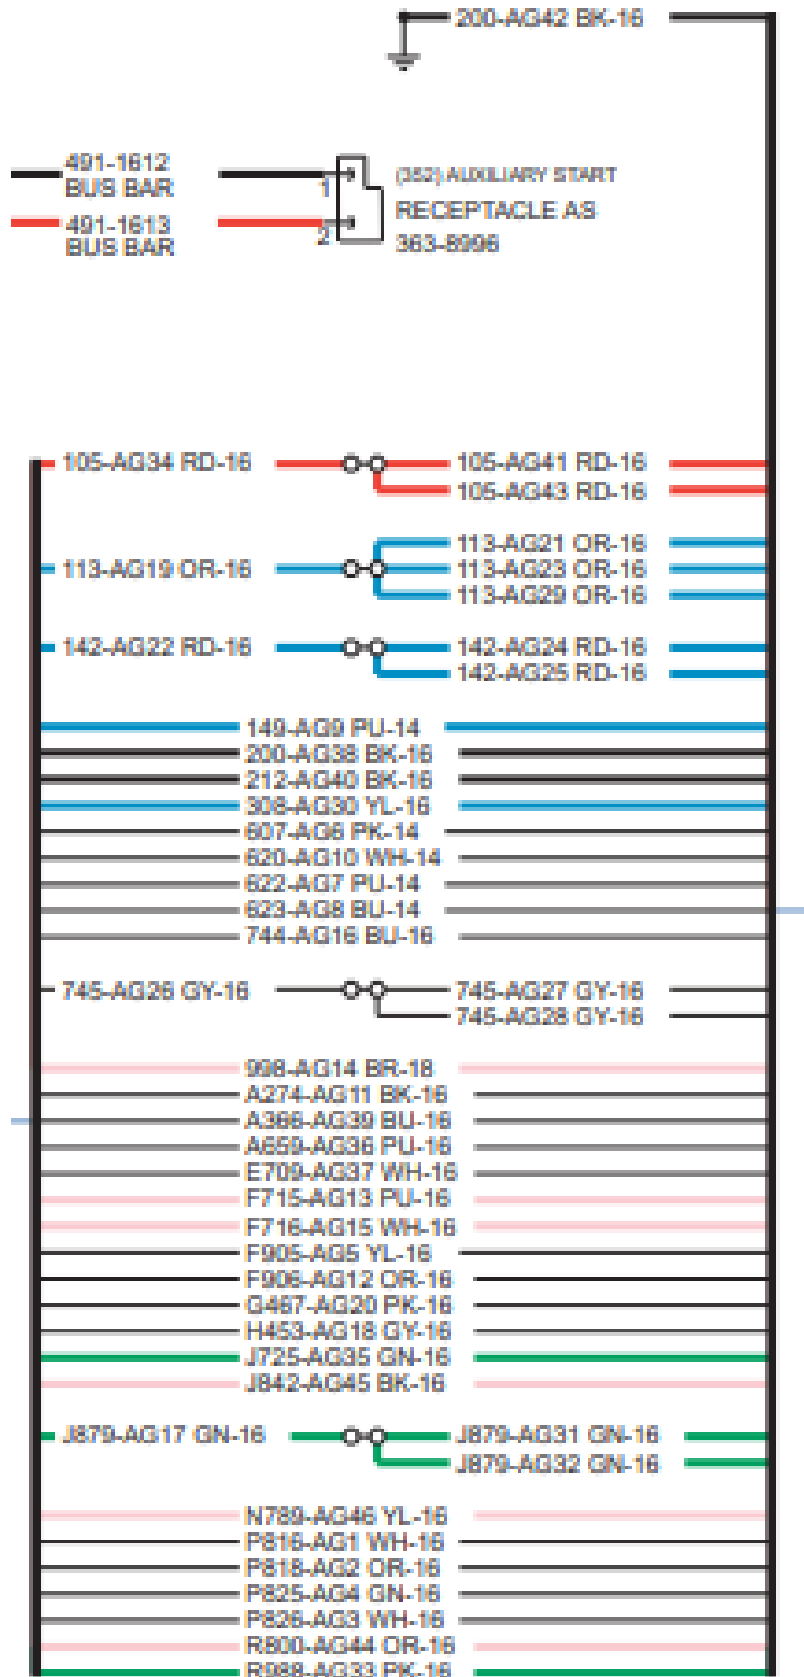 200-AG42 BK-16
491-1612
BUS BAR
1
(352) AUXILIARY START
RECEPTACLE AS
363-8996
491-1613
BUS BAR
2
105-AG34 RD-16
105-AG41 RD-16
105-AG43 RD-16
113-AG21 OR-16
113-AG19 OR-16
113-AG23 OR-16
113-AG29 OR-16
142-AG22 RD-16
142-AG24 RD-16
142-AG25 RD-16
149-AG9 PU-14
200-AG38 BK-16
212-AG40 BK-16
308-AG30 YL-16
607-AG6 PK-14
620-AG10 WH-14
622-AG7 PU-14
623-AG8 BU-14
744-AG16 BU-16
745-AG26 GY-16
745-AG27 GY-16
745-AG28 GY-16
998-AG14 BR-18
A274-AG11 BK-16
A366-AG39 BU-16
A659-AG36 PU-16
E709-AG37 WH-16
F715-AG13 PU-16
F716-AG15 WH-16
F905-AG5 YL-16
F906-AG12 OR-16
G467-AG20 PK-16
H453-AG18 GY-16
J725-AG35 GN-16
J842-AG45 BK-16
J879-AG17 GN-16
J879-AG31 GN-16
J879-AG32 GN-16
N789-AG46 YL-16
P816-AG1 WH-16
P818-AG2 OR-16
P825-AG4 GN-16
P826-AG3 WH-16
R800-AG44 OR-16
R988-AG33 PK-16